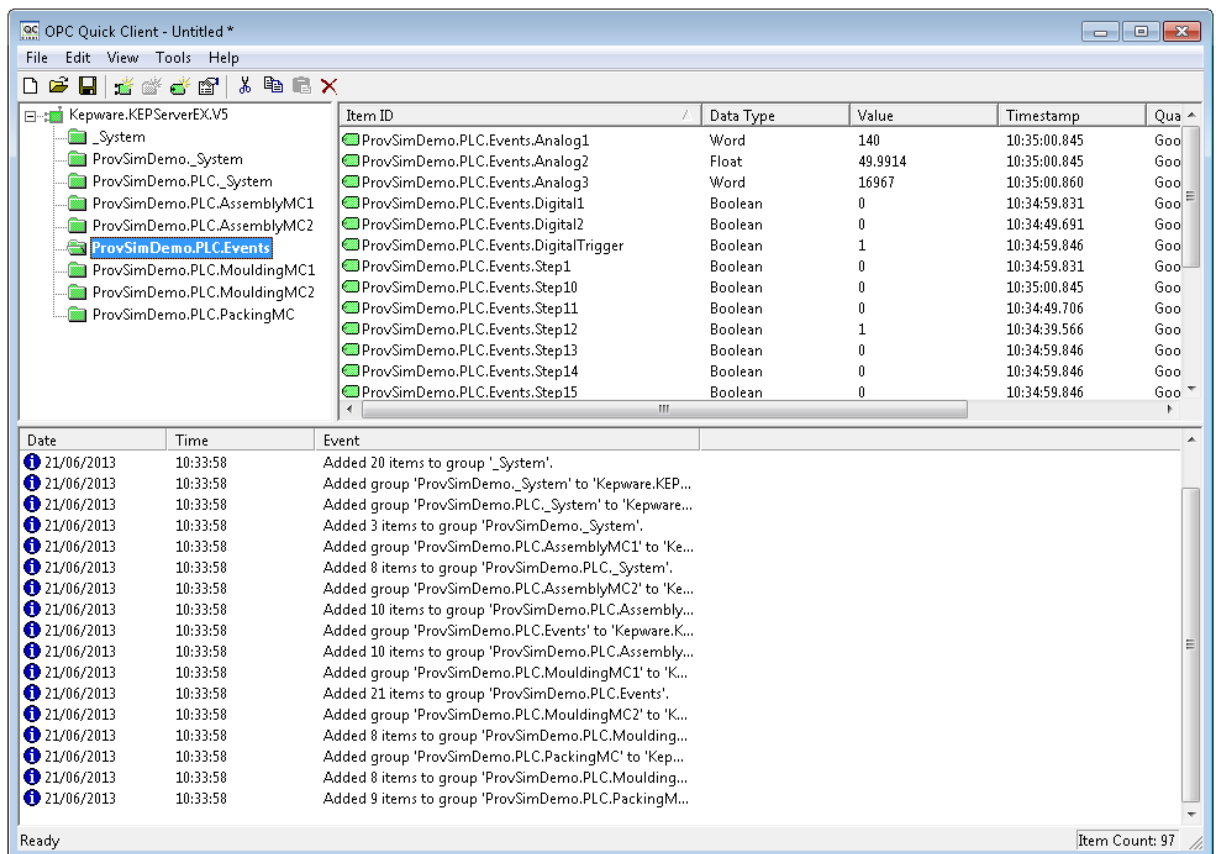 OPC Quick Client - Untitled *
File Edit View Tools Help
Kepware.KEPServerEX.V5
_System
ProvSimDemo._System
ProvSimDemo.PLC._System
ProvSimDemo.PLC.AssemblyMC1
ProvSimDemo.PLC.AssemblyMC2
ProvSimDemo.PLC.Events
ProvSimDemo.PLC.MouldingMC1
ProvSimDemo.PLC.MouldingMC2
ProvSimDemo.PLC.PackingMC
Item ID Data Type Value Timestamp Qua
ProvSimDemo.PLC.Events.Analog1 Word 140 10:35:00.845 Goo
ProvSimDemo.PLC.Events.Analog2 Float 49.9914 10:35:00.845 Goo
ProvSimDemo.PLC.Events.Analog3 Word 16967 10:35:00.860 Goo
ProvSimDemo.PLC.Events.Digital1 Boolean 0 10:34:59.831 Goo
ProvSimDemo.PLC.Events.Digital2 Boolean 0 10:34:49.691 Goo
ProvSimDemo.PLC.Events.DigitalTrigger Boolean 1 10:34:59.846 Goo
ProvSimDemo.PLC.Events.Step1 Boolean 0 10:34:59.831 Goo
ProvSimDemo.PLC.Events.Step10 Boolean 0 10:35:00.845 Goo
ProvSimDemo.PLC.Events.Step11 Boolean 0 10:34:49.706 Goo
ProvSimDemo.PLC.Events.Step12 Boolean 1 10:34:39.566 Goo
ProvSimDemo.PLC.Events.Step13 Boolean 0 10:34:59.846 Goo
ProvSimDemo.PLC.Events.Step14 Boolean 0 10:34:59.846 Goo
ProvSimDemo.PLC.Events.Step15 Boolean 0 10:34:59.846 Goo
Date Time Event
21/06/2013 10:33:58 Added 20 items to group '_System'.
21/06/2013 10:33:58 Added group 'ProvSimDemo._System' to 'Kepware.KEP...
21/06/2013 10:33:58 Added group 'ProvSimDemo.PLC._System' to 'Kepware...
21/06/2013 10:33:58 Added 3 items to group 'ProvSimDemo._System'.
21/06/2013 10:33:58 Added group 'ProvSimDemo.PLC.AssemblyMC1' to 'Ke...
21/06/2013 10:33:58 Added 8 items to group 'ProvSimDemo.PLC._System'.
21/06/2013 10:33:58 Added group 'ProvSimDemo.PLC.AssemblyMC2' to 'Ke...
21/06/2013 10:33:58 Added 10 items to group 'ProvSimDemo.PLC.Assembly...
21/06/2013 10:33:58 Added group 'ProvSimDemo.PLC.Events' to 'Kepware.K...
21/06/2013 10:33:58 Added 10 items to group 'ProvSimDemo.PLC.Assembly...
21/06/2013 10:33:58 Added group 'ProvSimDemo.PLC.MouldingMC1' to 'K...
21/06/2013 10:33:58 Added 21 items to group 'ProvSimDemo.PLC.Events'.
21/06/2013 10:33:58 Added group 'ProvSimDemo.PLC.MouldingMC2' to 'K...
21/06/2013 10:33:58 Added 8 items to group 'ProvSimDemo.PLC.Moulding...
21/06/2013 10:33:58 Added group 'ProvSimDemo.PLC.PackingMC' to 'Kep...
21/06/2013 10:33:58 Added 8 items to group 'ProvSimDemo.PLC.Moulding...
21/06/2013 10:33:58 Added 9 items to group 'ProvSimDemo.PLC.PackingM...
Ready Item Count: 97